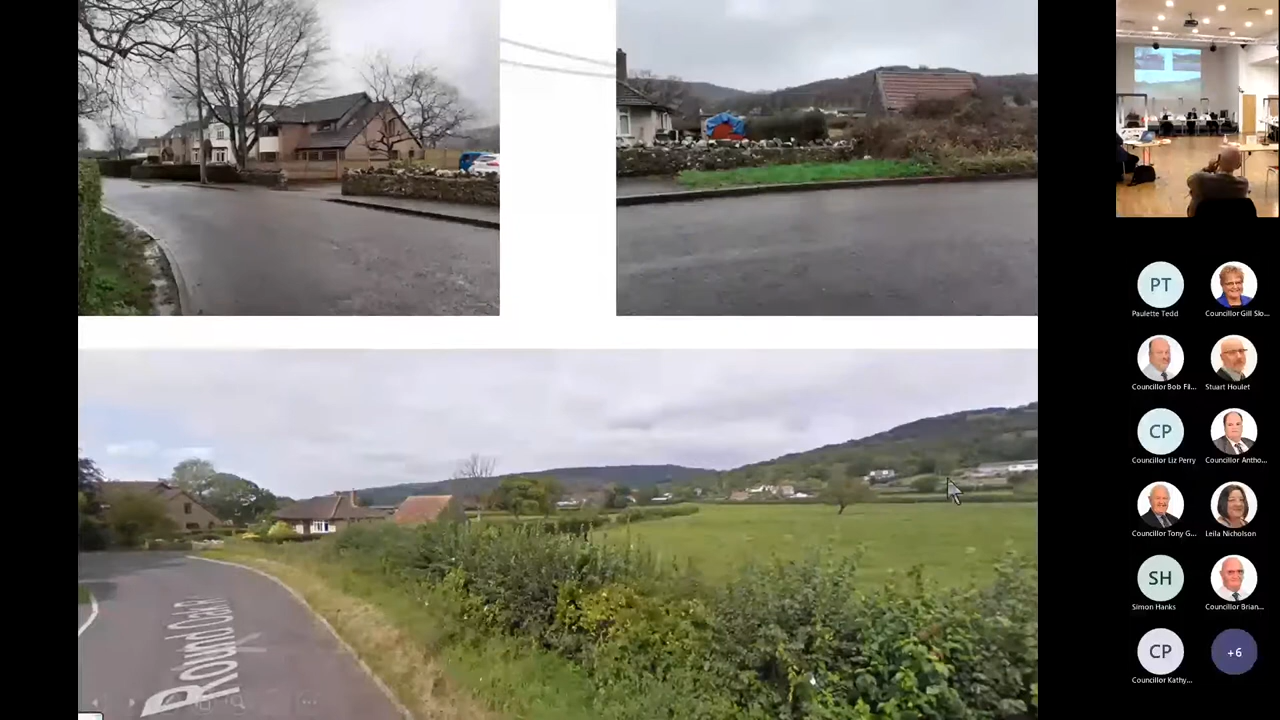 PT
Paulette Tedd
Councillor Gill Slo...
Councillor Bob Fil...
Stuart Houlet
CP
Councillor Liz Perry
Councillor Antho...
Councillor Tony G...
Leila Nicholson
SH
Simon Hanks
Councillor Brian...
CP
Councillor Kathy...
+6
Round Oak R